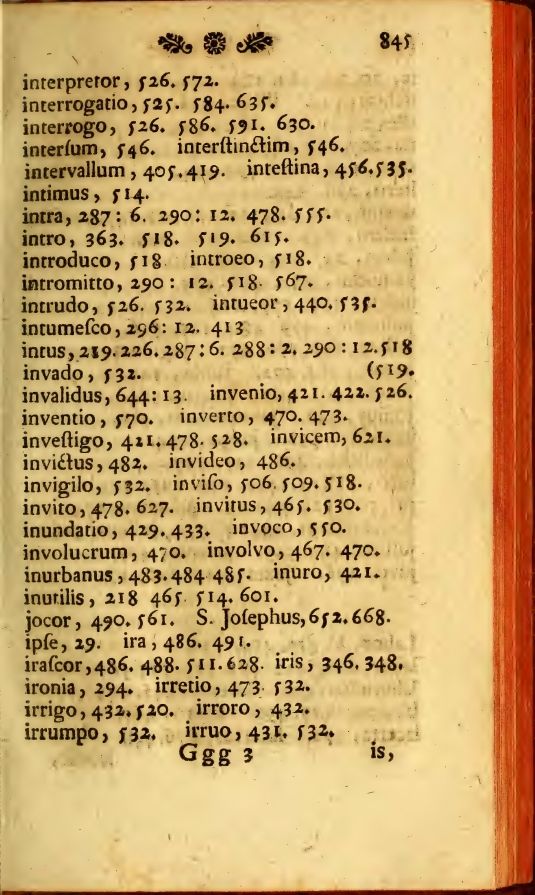 845
interpretor, 526. 572.
interrogatio, 525. 584. 635.
interrogo, 526. 586. 591. 630.
interſum, 546. interſtinctim, 546.
intervallum, 405. 419. inteſtina, 456. 535.
intimus, 514.
intra, 287: 6. 290: 12. 478. 555.
intro, 363. 518. 519. 615.
introduco, 518 introeo, 518.
intromitto, 290: 12. 518. 567.
intrudo, 526. 532. intueor, 440. 535.
intumeſco, 296: 12. 413
intus, 219. 226. 287: 6. 288: 2. 290: 12. 518
invado, 532. (519.
invalidus, 644: 13. invenio, 421. 422. 526.
inventio, 570. inverto, 470. 473.
inveſtigo, 421. 478. 528. invicem, 621.
invictus, 482. invideo, 486.
invigilo, 532. inviſo, 506. 509. 518.
invito, 478. 627. invitus, 465. 530.
inundatio, 429. 433. invoco, 550.
involucrum, 470. involvo, 467. 470.
inurbanus, 483. 484 485. inuro, 421.
inutilis, 218 465. 514. 601.
jocor, 490. 561. S. Joſephus, 652. 668.
ipſe, 29. ira, 486. 491.
iraſcor, 486. 488. 511. 628. iris, 346. 348.
ironia, 294. irretio, 473. 532.
irrigo, 432. 520. irroro, 432.
irrumpo, 532. irruo, 431. 532.
Ggg 3 is,